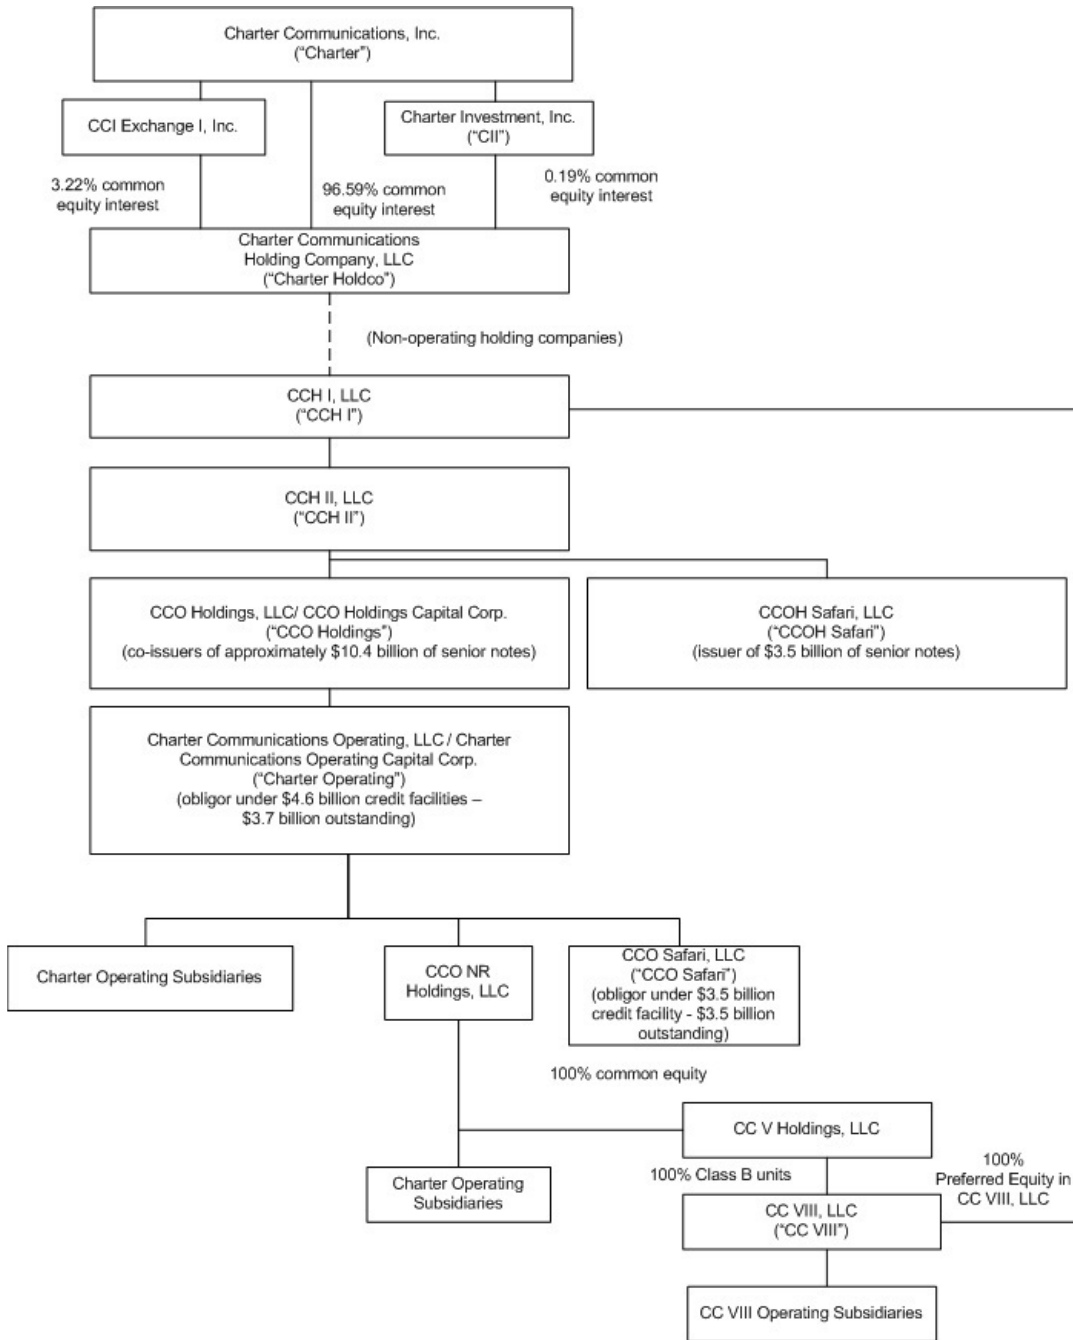 Charter Communications, Inc.
(“Charter”)
CCI Exchange I, Inc.
Charter Investment, Inc.
(“CII”)
3.22% common
equity interest
96.59% common
equity interest
0.19% common
equity interest
Charter Communications
Holding Company, LLC
(“Charter Holdco”)
(Non-operating holding companies)
CCH I, LLC
(“CCH I”)
CCH II, LLC
(“CCH II”)
CCO Holdings, LLC/ CCO Holdings Capital Corp.
(“CCO Holdings”)
(co-issuers of approximately $10.4 billion of senior notes)
CCOH Safari, LLC
(“CCOH Safari”)
(issuer of $3.5 billion of senior notes)
Charter Communications Operating, LLC / Charter
Communications Operating Capital Corp.
(“Charter Operating”)
(obligor under $4.6 billion credit facilities –
$3.7 billion outstanding)
Charter Operating Subsidiaries
CCO NR
Holdings, LLC
CCO Safari, LLC
(“CCO Safari”)
(obligor under $3.5 billion
credit facility - $3.5 billion
outstanding)
100% common equity
CC V Holdings, LLC
Charter Operating
Subsidiaries
100% Class B units
100%
Preferred Equity in
CC VIII, LLC
CC VIII, LLC
(“CC VIII”)
CC VIII Operating Subsidiaries